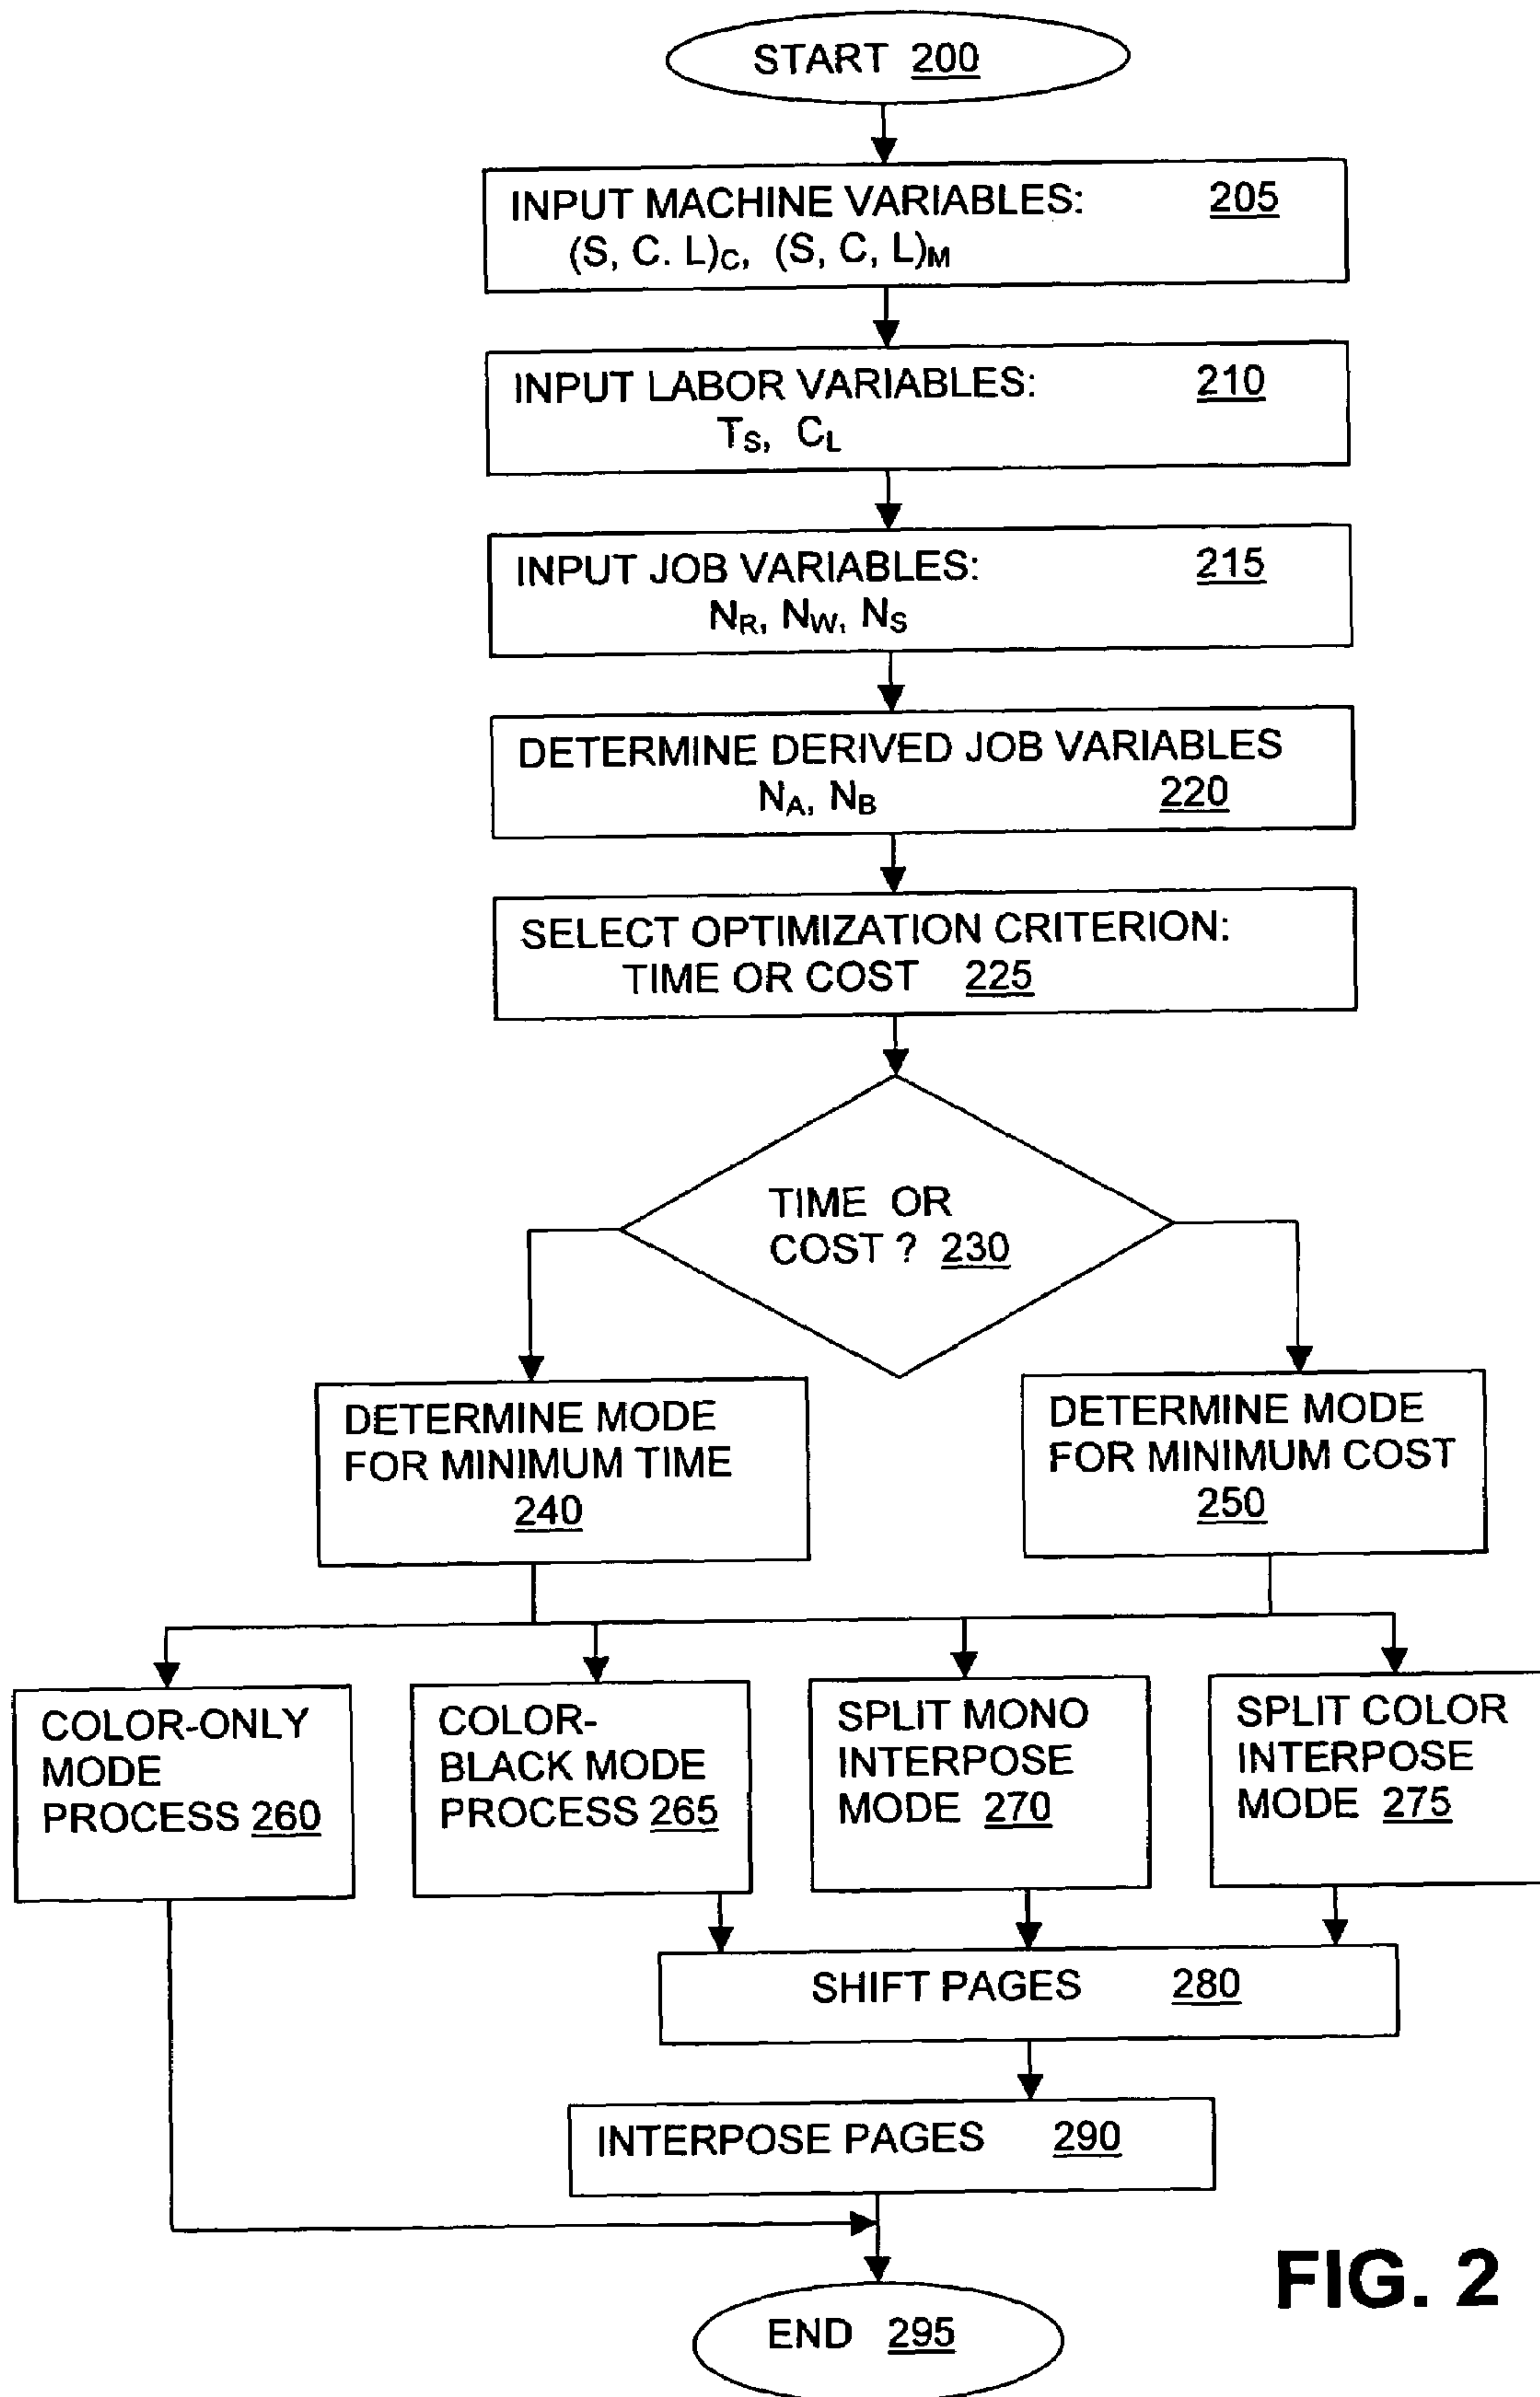 START 200
INPUT MACHINE VARIABLES: 205
(S, C. L)C, (S, C, L)M
INPUT LABOR VARIABLES: 210
TS, CL
INPUT JOB VARIABLES: 215
NR, NW, NS
DETERMINE DERIVED JOB VARIABLES
NA, NB 220
SELECT OPTIMIZATION CRITERION:
TIME OR COST 225
TIME OR
COST ? 230
DETERMINE MODE
FOR MINIMUM TIME
240
DETERMINE MODE
FOR MINIMUM COST
250
COLOR-ONLY
MODE
PROCESS 260
COLOR-
BLACK MODE
PROCESS 265
SPLIT MONO
INTERPOSE
MODE 270
SPLIT COLOR
INTERPOSE
MODE 275
SHIFT PAGES 280
INTERPOSE PAGES 290
END 295
FIG. 2